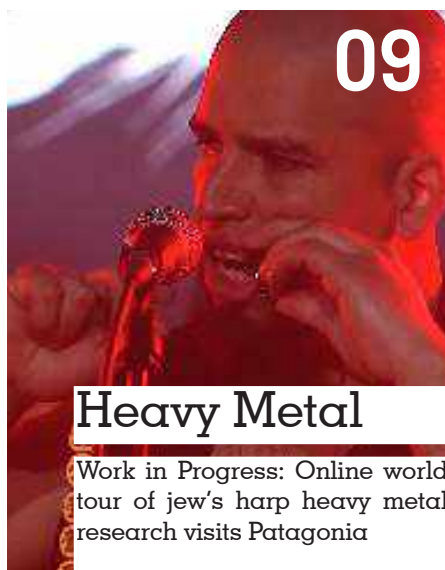 09
Heavy Metal
Work in Progress: Online world
tour of jew's harp heavy metal
research visits Patagonia